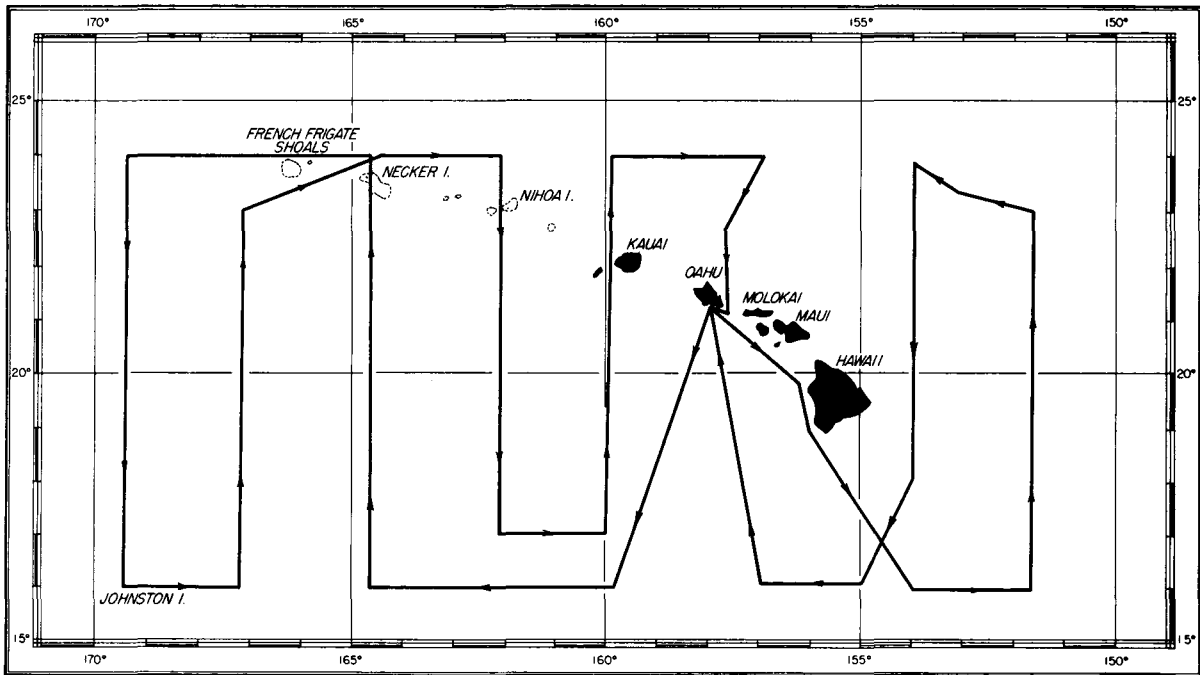 170° 165° 160° 155° 150°
25° 25°
FRENCH FRIGATE
SHOALS
NECKER I.
NIHOA I.
KAUAI
OAHU
MOLOKAI
MAUI
HAWAII
20° 20°
JOHNSTON I.
15° 15°
170° 165° 160° 155° 150°